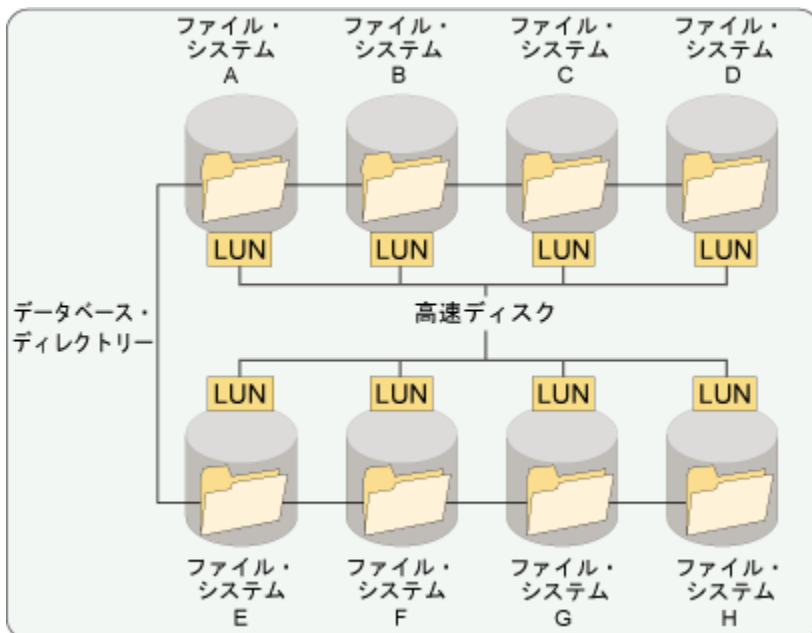 ファイル・
システム
A
ファイル・
システム
B
ファイル・
システム
C
ファイル・
システム
D
LUN
LUN
LUN
LUN
データベース・
ディレクトリー
高速ディスク
LUN
LUN
LUN
LUN
ファイル・
システム
E
ファイル・
システム
F
ファイル・
システム
G
ファイル・
システム
H